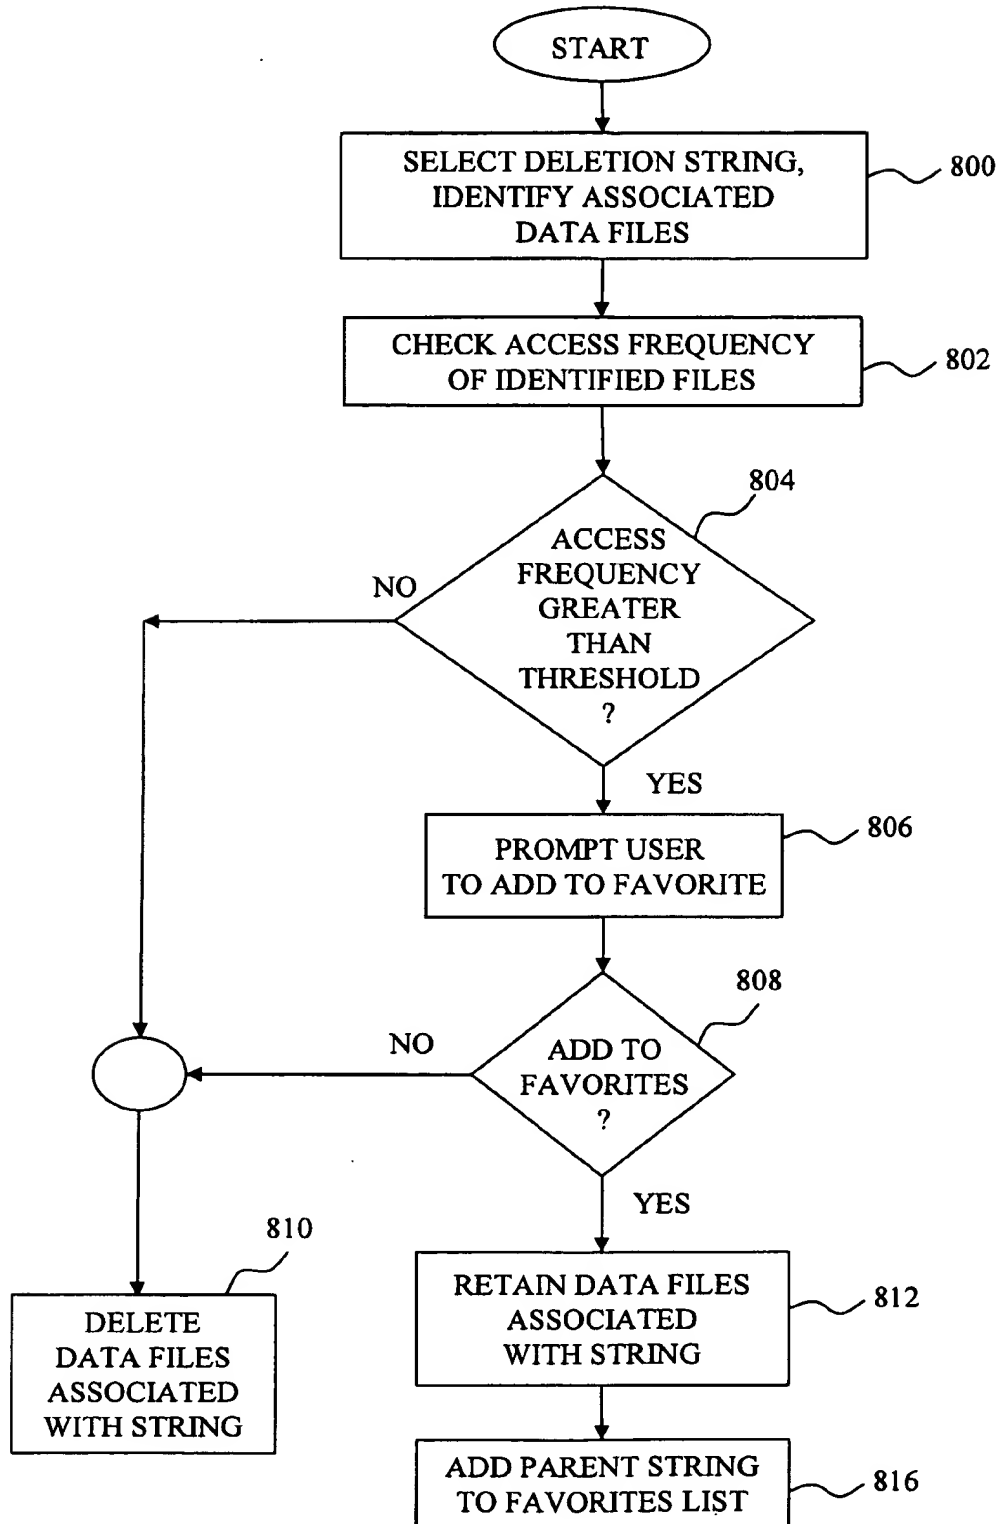 START
SELECT DELETION STRING,
IDENTIFY ASSOCIATED
DATA FILES
800
CHECK ACCESS FREQUENCY
OF IDENTIFIED FILES
802
804
ACCESS
FREQUENCY
GREATER
THAN
THRESHOLD
?
NO
YES
PROMPT USER
TO ADD TO FAVORITE
806
808
ADD TO
FAVORITES
?
NO
YES
810
DELETE
DATA FILES
ASSOCIATED
WITH STRING
RETAIN DATA FILES
ASSOCIATED
WITH STRING
812
ADD PARENT STRING
TO FAVORITES LIST
816